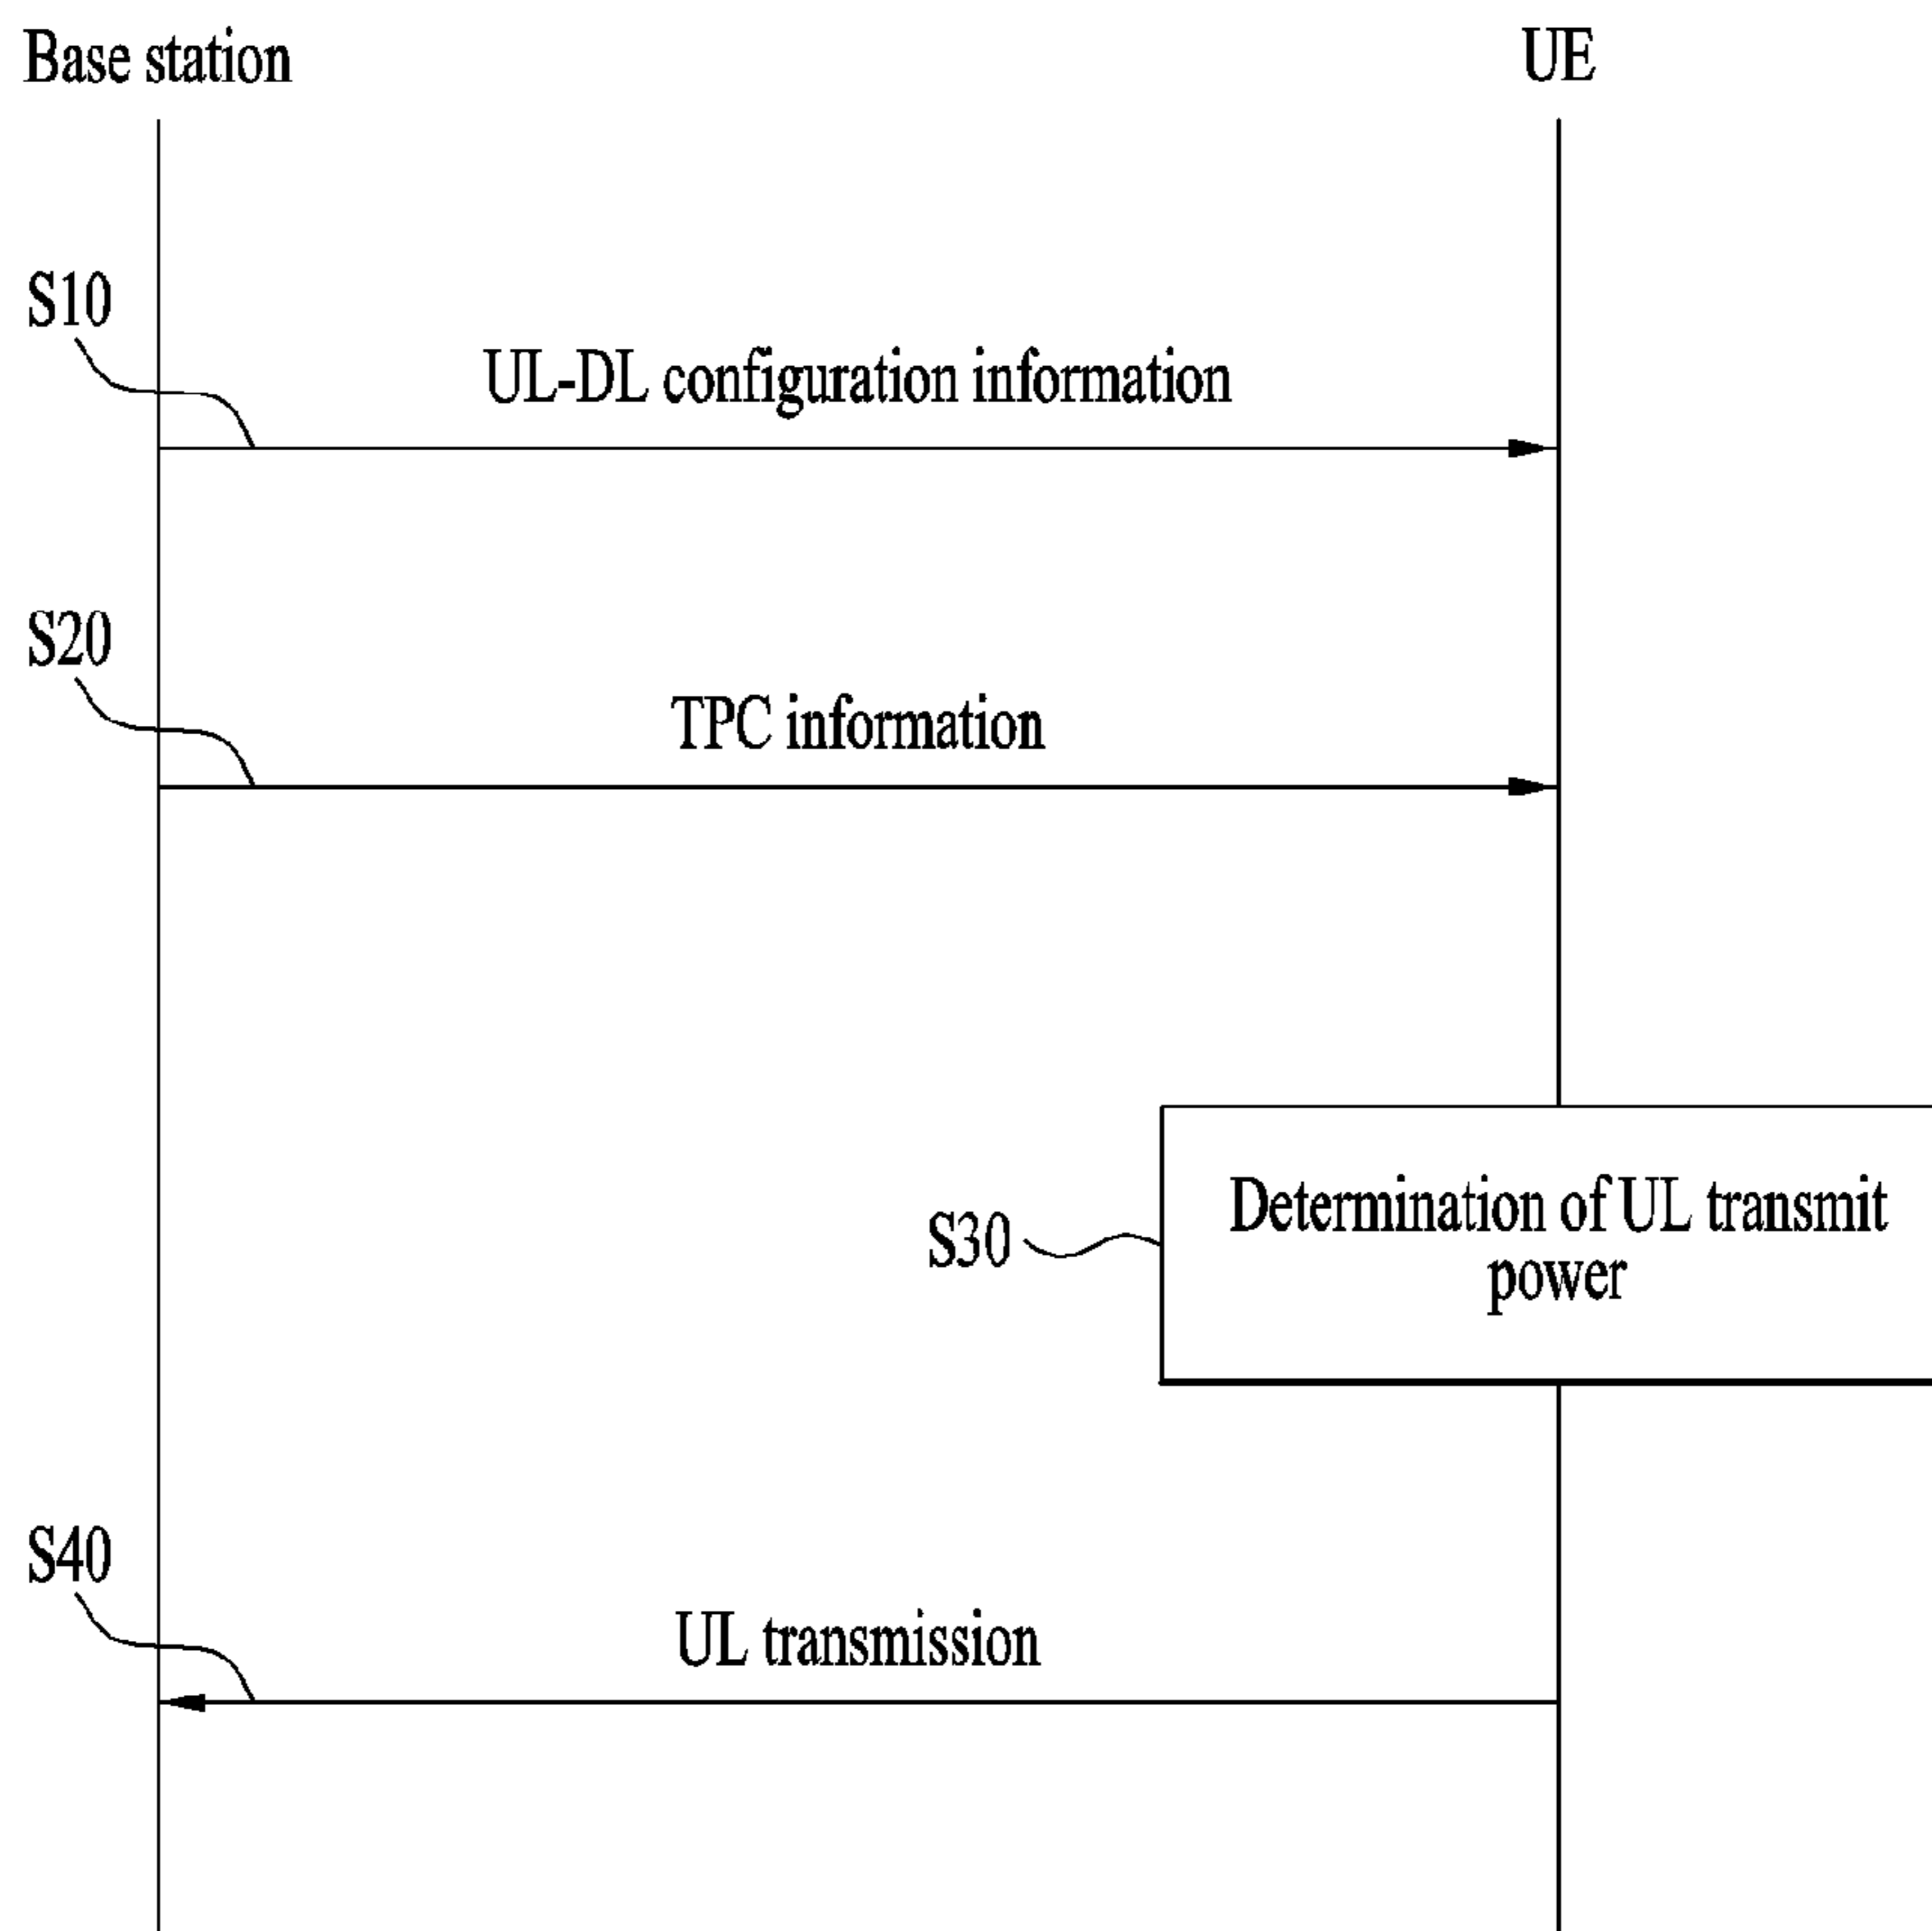 Base station
UE
S10
UL-DL configuration information
S20
TPC information
S30
Determination of UL transmit
power
S40
UL transmission